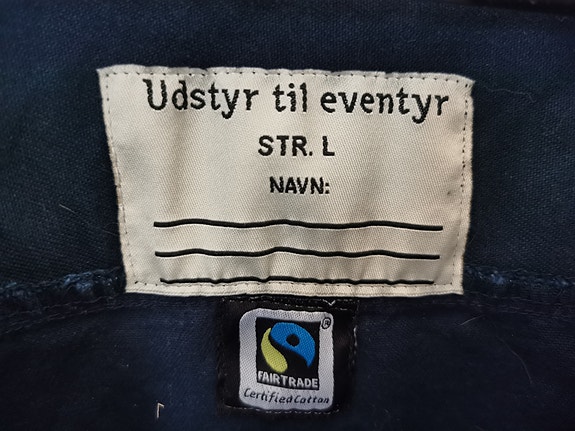 Udstyr til eventyr
STR. L
NAVN:
®
FAIRTRADE
Certified Cotton